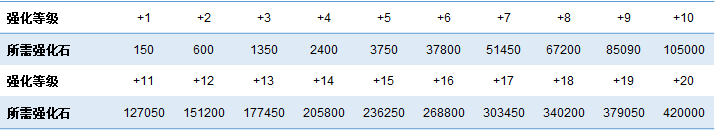 强化等级 +1 +2 +3 +4 +5 +6 +7 +8 +9 +10
所需强化石 150 600 1350 2400 3750 37800 51450 67200 85090 105000
强化等级 +11 +12 +13 +14 +15 +16 +17 +18 +19 +20
所需强化石 127050 151200 177450 205800 236250 268800 303450 340200 379050 420000